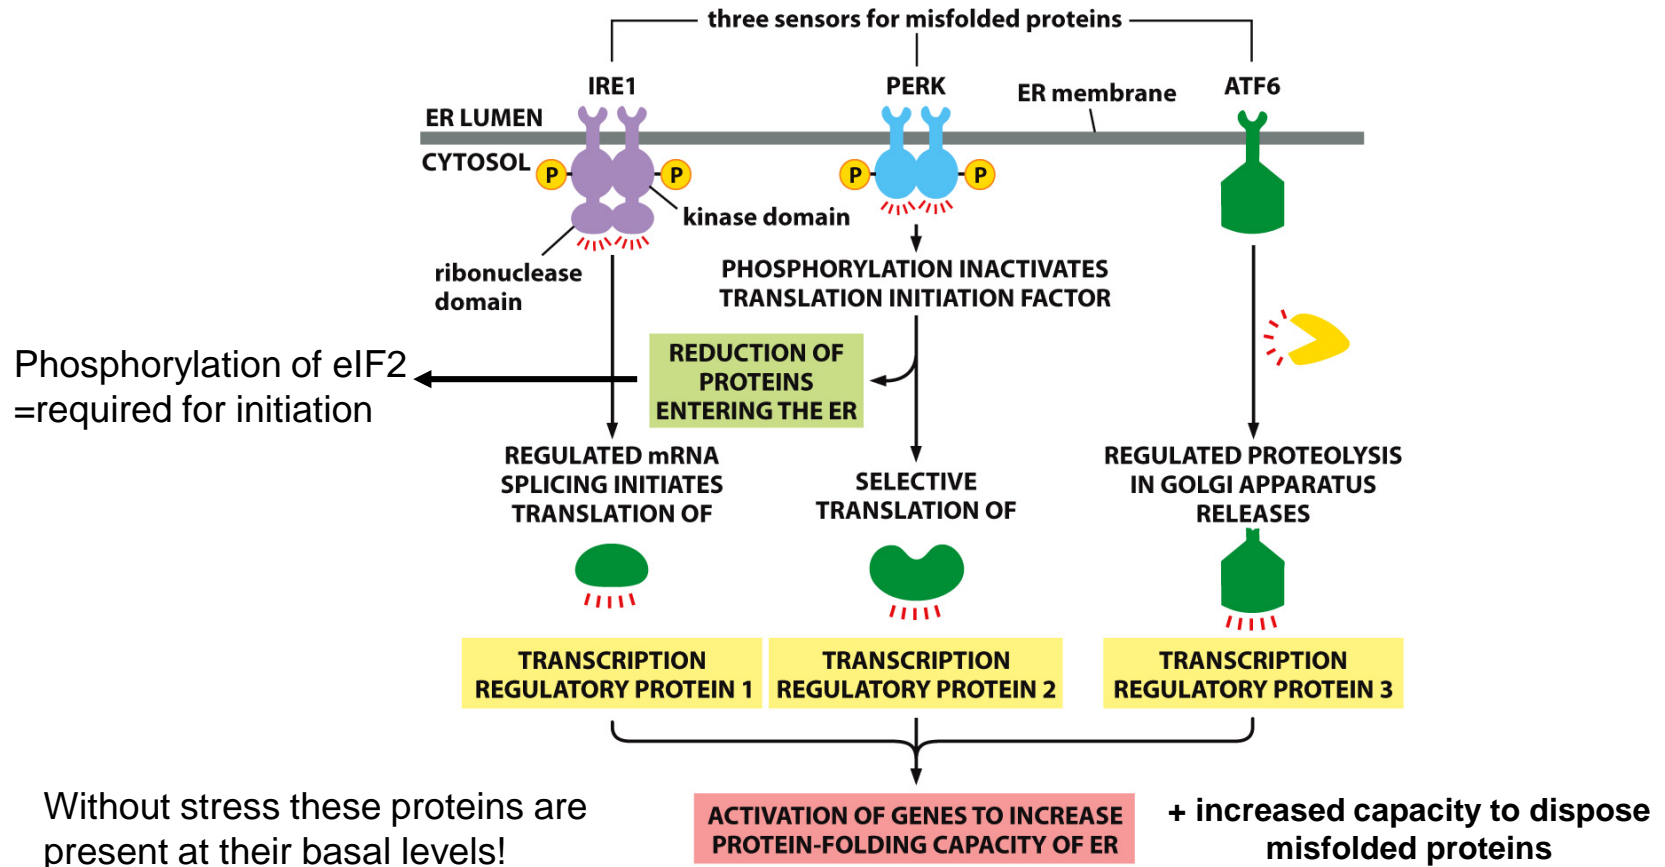 three sensors for misfolded proteins
IRE1
PERK
ATF6
ER membrane
ER LUMEN
CYTOSOL
P
P
P
P
kinase domain
ribonuclease
domain
PHOSPHORYLATION INACTIVATES
TRANSLATION INITIATION FACTOR
Phosphorylation of eIF2
=required for initiation
REDUCTION OF
PROTEINS
ENTERING THE ER
REGULATED mRNA
SPLICING INITIATES
TRANSLATION OF
SELECTIVE
TRANSLATION OF
REGULATED PROTEOLYSIS
IN GOLGI APPARATUS
RELEASES
TRANSCRIPTION
REGULATORY PROTEIN 1
TRANSCRIPTION
REGULATORY PROTEIN 2
TRANSCRIPTION
REGULATORY PROTEIN 3
Without stress these proteins are
present at their basal levels!
ACTIVATION OF GENES TO INCREASE
PROTEIN-FOLDING CAPACITY OF ER
+ increased capacity to dispose
misfolded proteins